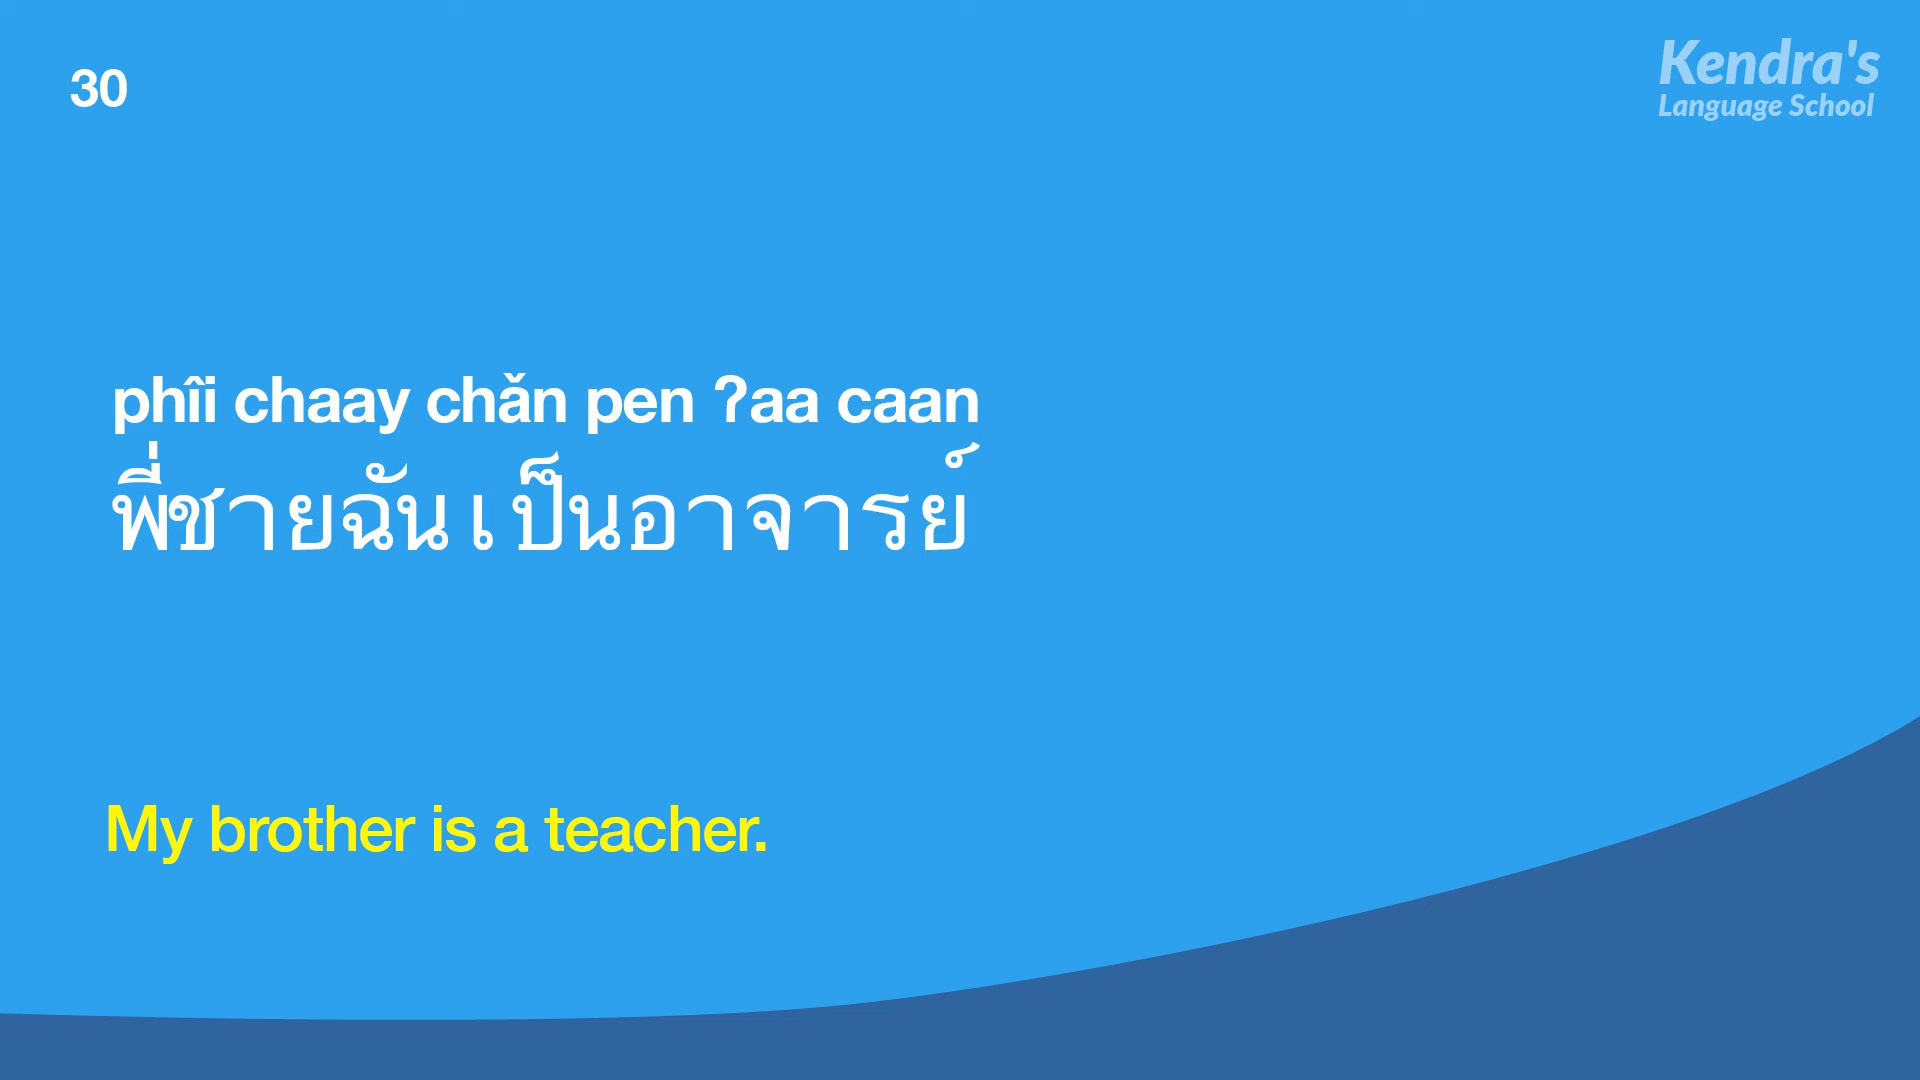 30
Kendra's
Language School
phîi chaay chǎn pen ʔaa caan
พี่ชายฉันเป็นอาจารย์
My brother is a teacher.